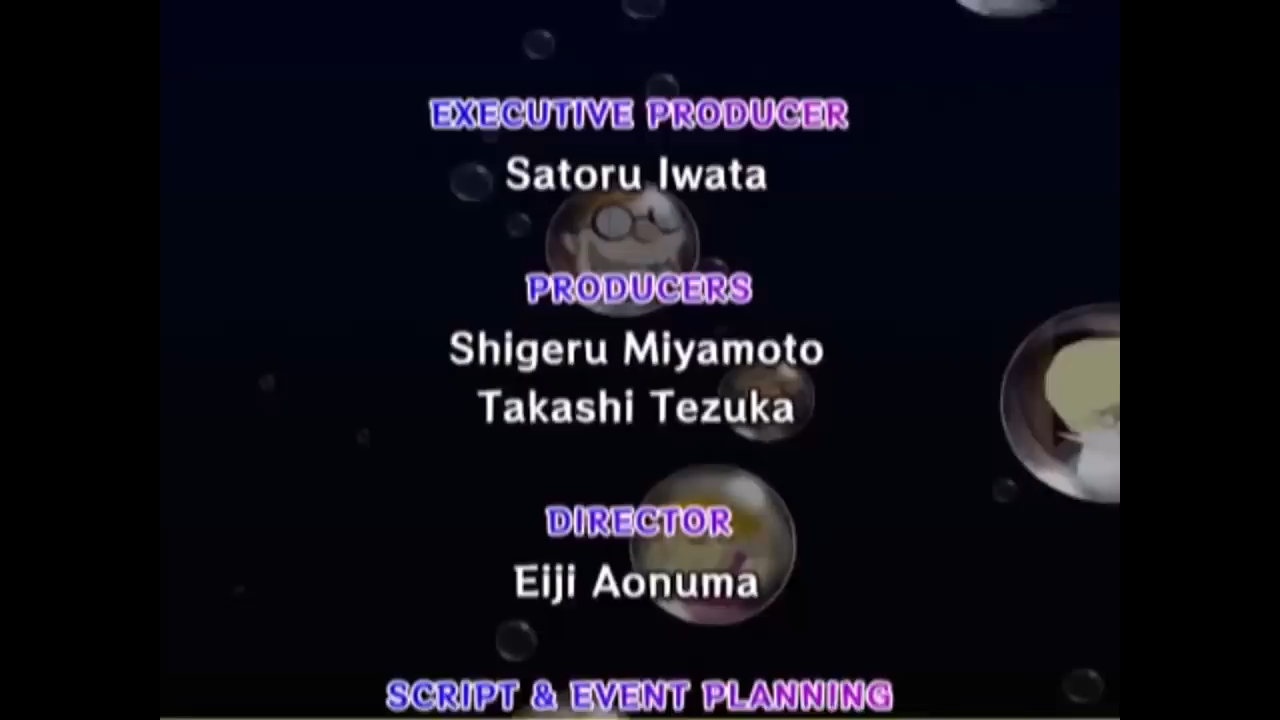 EXECUTIVE PRODUCER
Satoru Iwata
PRODUCERS
Shigeru Miyamoto
Takashi Tezuka
DIRECTOR
Eiji Aonuma
SCRIPT & EVENT PLANNING